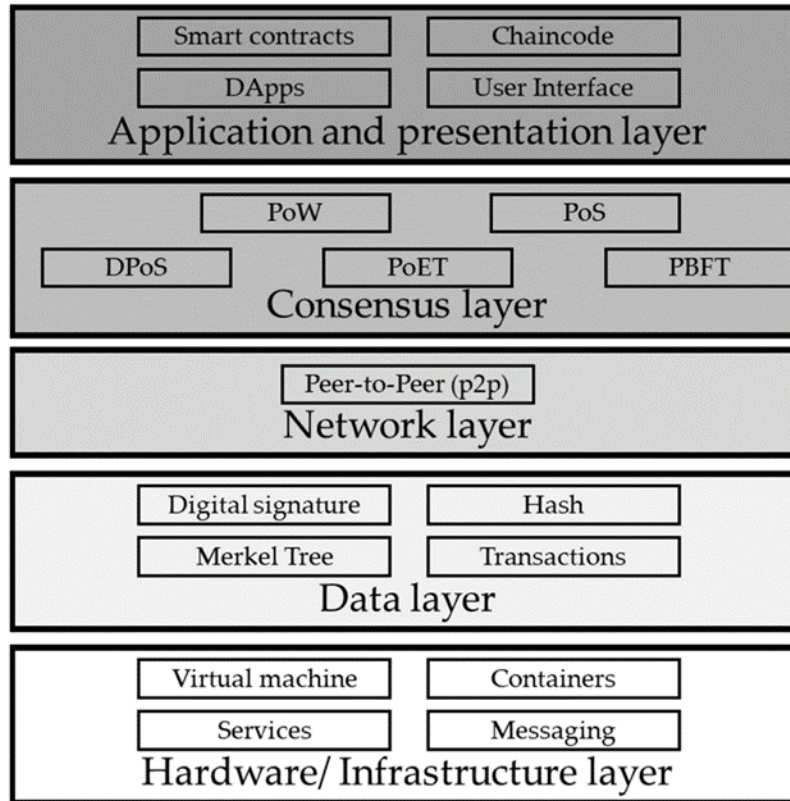 Smart contracts Chaincode
DApps User Interface
Application and presentation layer
PoW PoS
DPoS PoET PBFT
Consensus layer
Peer-to-Peer (p2p)
Network layer
Digital signature Hash
Merkel Tree Transactions
Data layer
Virtual machine Containers
Services Messaging
Hardware/ Infrastructure layer